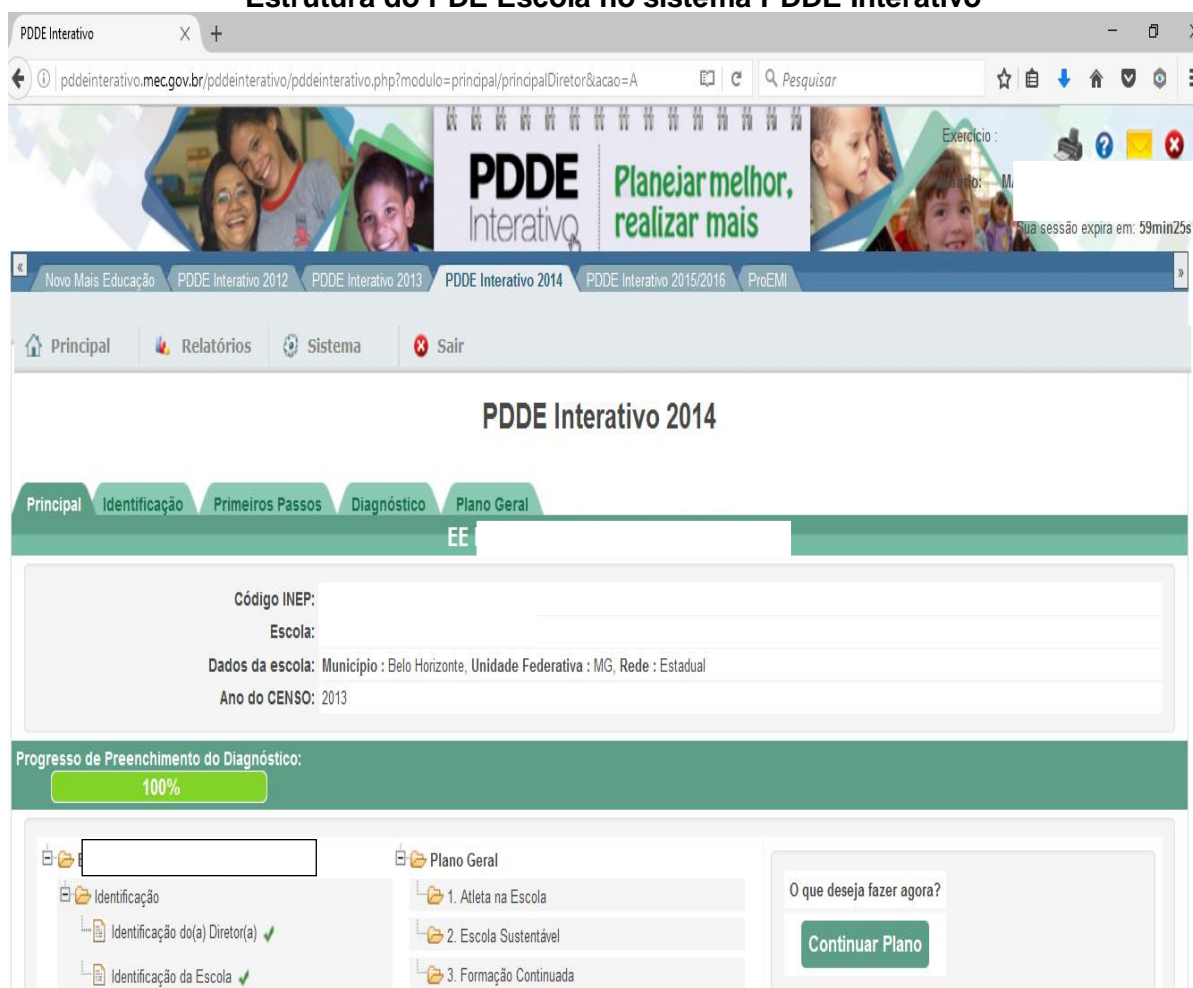 Estrutura do PDE Escola no sistema PDDE Interativo
PDDE Interativo
pddeinterativo.mec.gov.br/pddeinterativo/pddeinterativo.php?modulo=principal/principalDiretor&acao=A
Pesquisar
PDDE Interativo
Planejar melhor, realizar mais
Exercício :
Sua sessão expira em: 59min25s
Novo Mais Educação PDDE Interativo 2012 PDDE Interativo 2013 PDDE Interativo 2014 PDDE Interativo 2015/2016 ProEMI
Principal Relatórios Sistema Sair
PDDE Interativo 2014
Principal Identificação Primeiros Passos Diagnóstico Plano Geral
EE
Código INEP:
Escola:
Dados da escola: Município : Belo Horizonte, Unidade Federativa : MG, Rede : Estadual
Ano do CENSO: 2013
Progresso de Preenchimento do Diagnóstico:
100%
Plano Geral
Identificação
1. Atleta na Escola
O que deseja fazer agora?
Identificação do(a) Diretor(a)
2. Escola Sustentável
Continuar Plano
Identificação da Escola
3. Formação Continuada